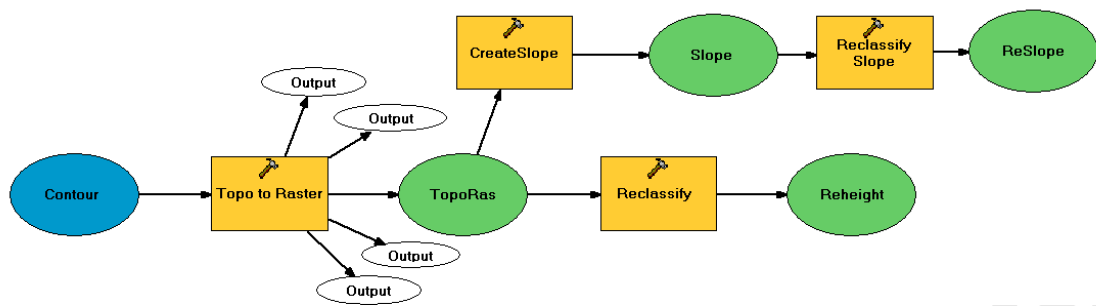 CreateSlope
Slope
Reclassify
Slope
ReSlope
Output
Output
Contour
Topo to Raster
TopoRas
Reclassify
Reheight
Output
Output